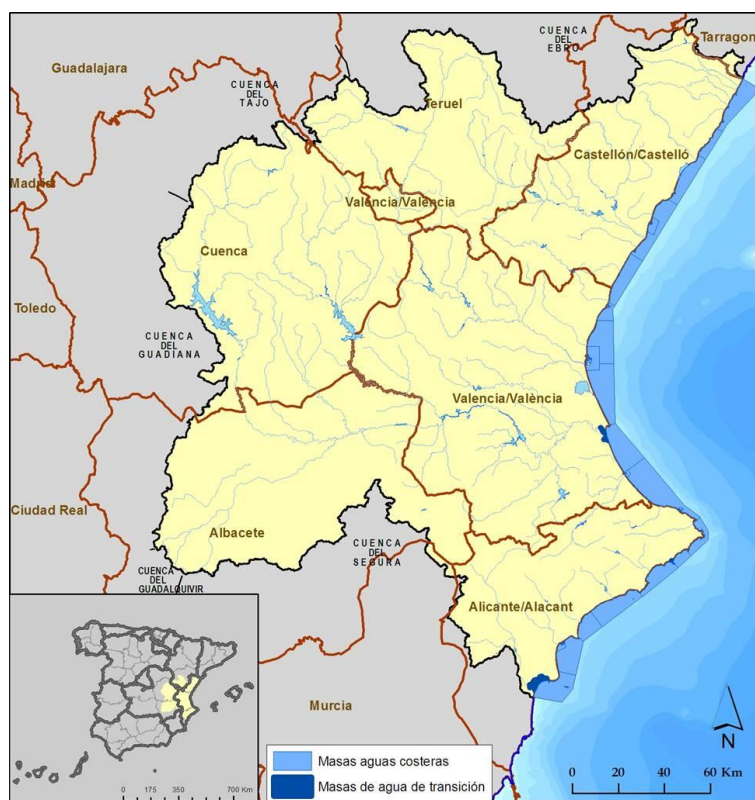 CUENCA
DEL
EBRO
Tarragon
Guadalajara
CUENCA
DEL
TAJO
Teruel
Castellón/Castelló
Madrid
Valencia/València
Cuenca
Toledo
CUENCA
DEL
GUADIANA
Valencia/València
Ciudad Real
Albacete
CUENCA
DEL
SEGURA
CUENCA
DEL
GUADALQUIVIR
Alicante/Alacant
Murcia
N
Masas aguas costeras
Masas de agua de transición
0 175 350 700 Km
0 20 40 60 Km